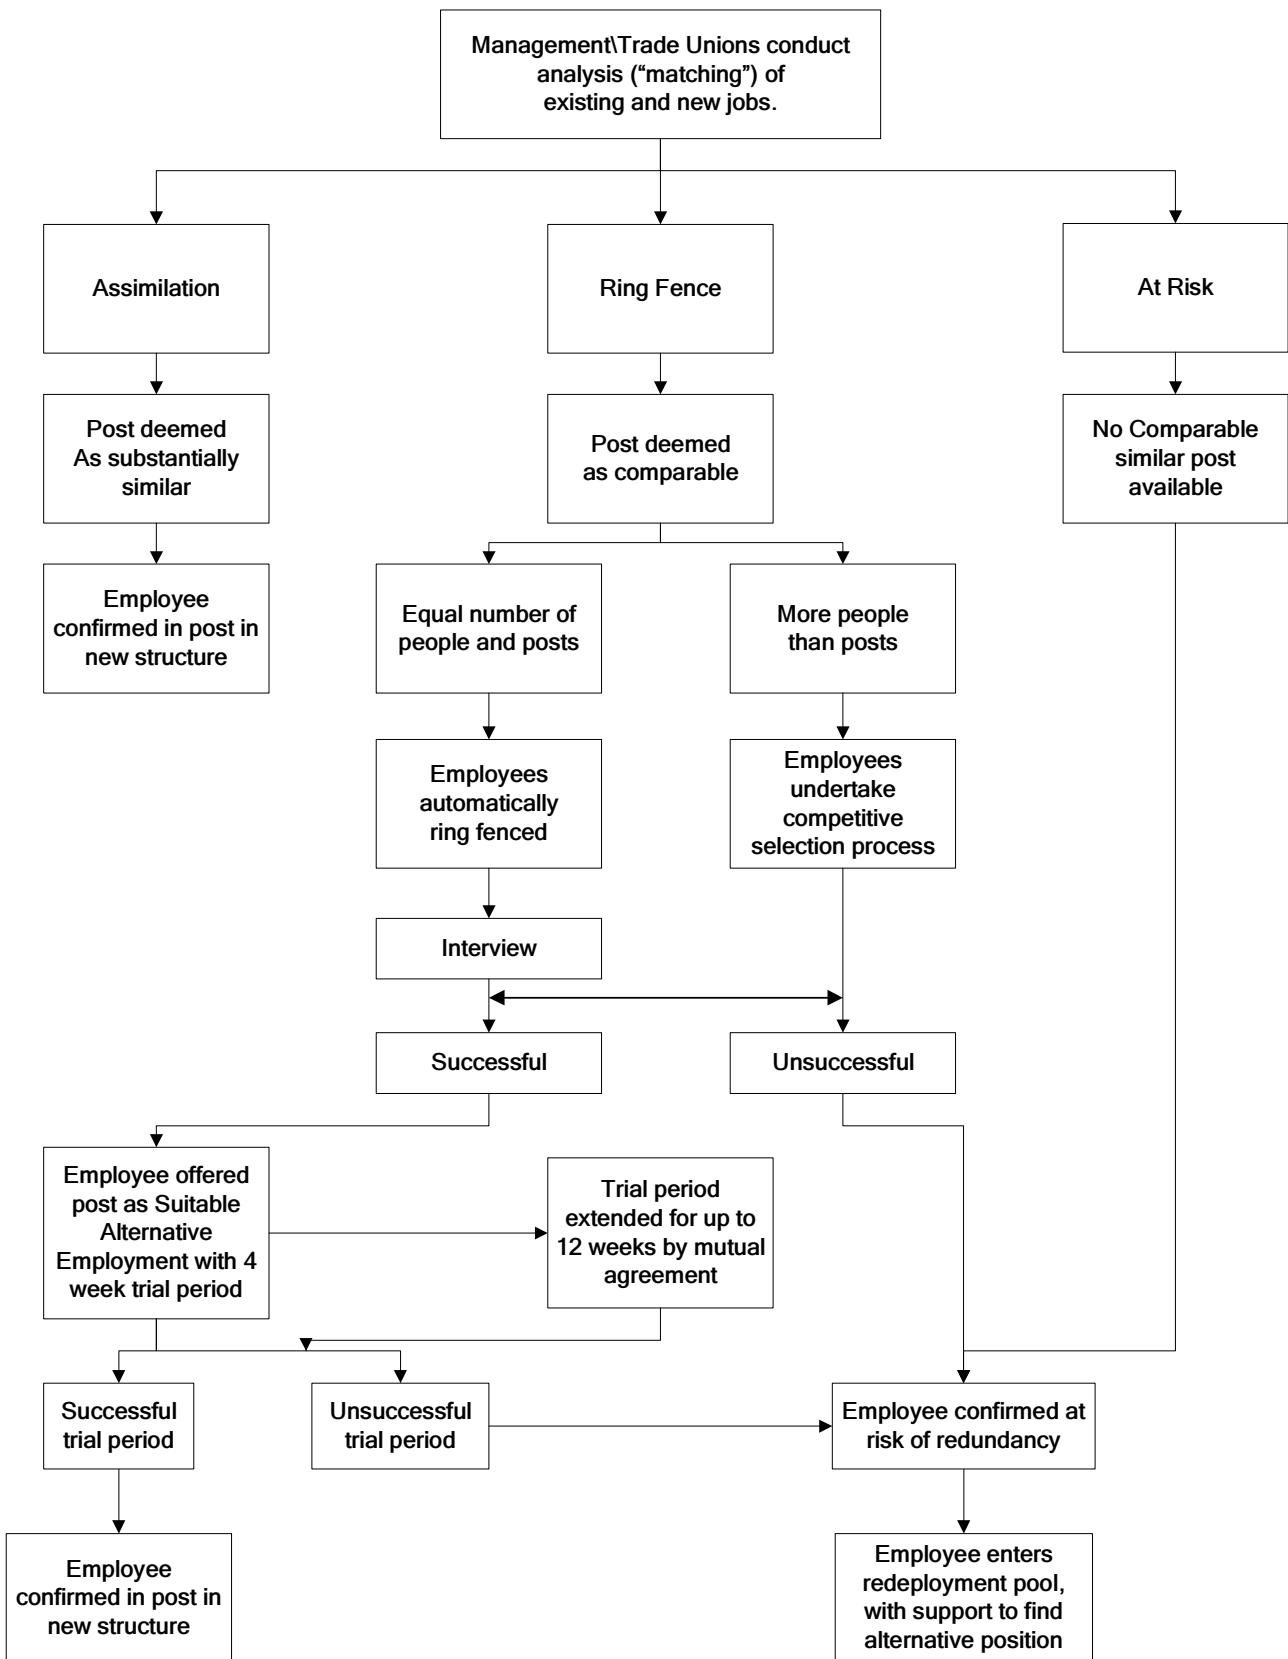 Management\Trade Unions conduct
analysis (“matching”) of
existing and new jobs.
Assimilation
Ring Fence
At Risk
Post deemed
As substantially
similar
Post deemed
as comparable
No Comparable
similar post
available
Employee
confirmed in post in
new structure
Equal number of
people and posts
More people
than posts
Employees
automatically
ring fenced
Employees
undertake
competitive
selection process
Interview
Successful
Unsuccessful
Employee offered
post as Suitable
Alternative
Employment with 4
week trial period
Trial period
extended for up to
12 weeks by mutual
agreement
Successful
trial period
Unsuccessful
trial period
Employee confirmed at
risk of redundancy
Employee
confirmed in post in
new structure
Employee enters
redeployment pool,
with support to find
alternative position